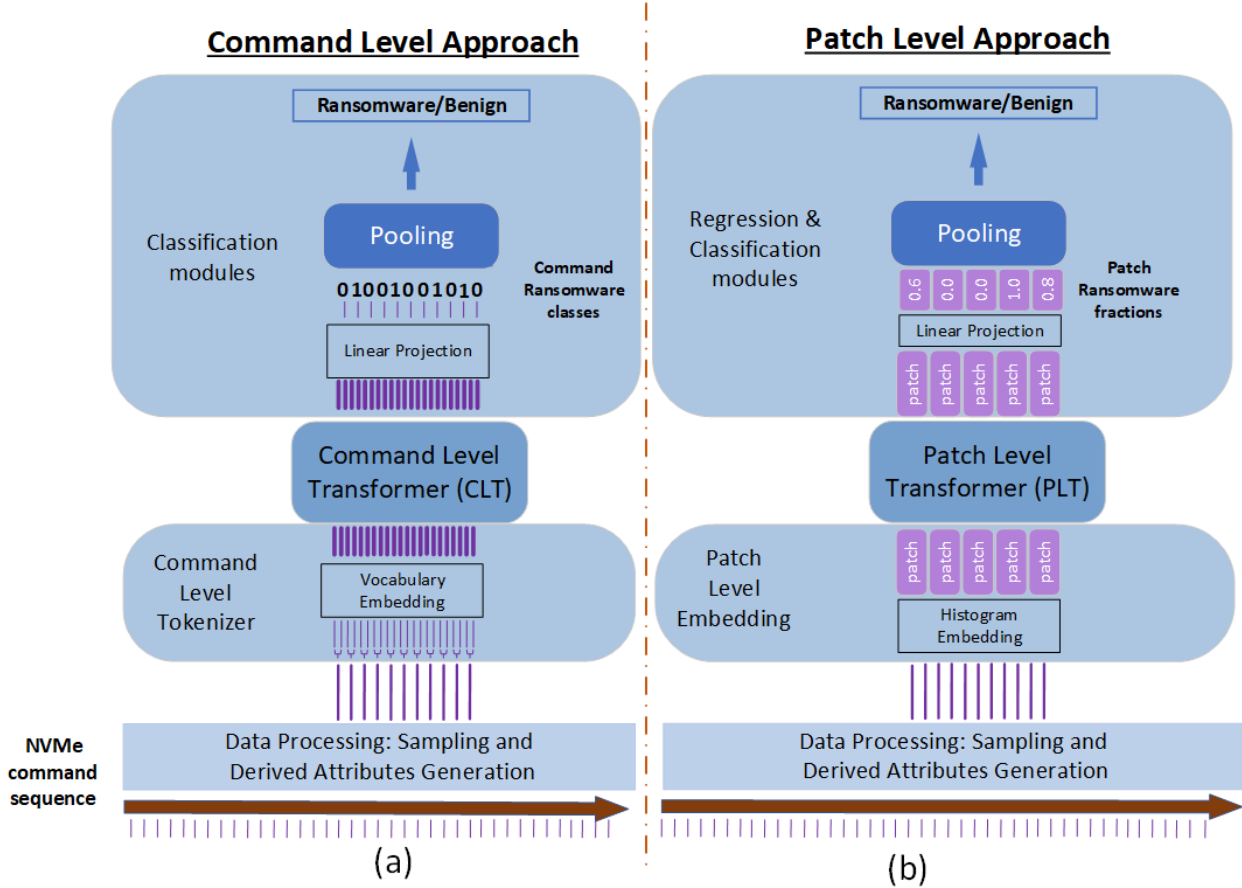 Command Level Approach
Ransomware/Benign
Pooling
Classification
modules
01001001010
Command
Ransomware
classes
Linear Projection
Command Level
Transformer (CLT)
Command
Level
Tokenizer
Vocabulary
Embedding
NVMe
command
sequence
Data Processing: Sampling and
Derived Attributes Generation
(a)
Patch Level Approach
Ransomware/Benign
Pooling
Regression &
Classification
modules
0.6 0.0 0.0 1.0 0.8
Patch
Ransomware
fractions
Linear Projection
patch patch patch patch patch
Patch Level
Transformer (PLT)
patch patch patch patch patch
Patch
Level
Embedding
Histogram
Embedding
Data Processing: Sampling and
Derived Attributes Generation
(b)